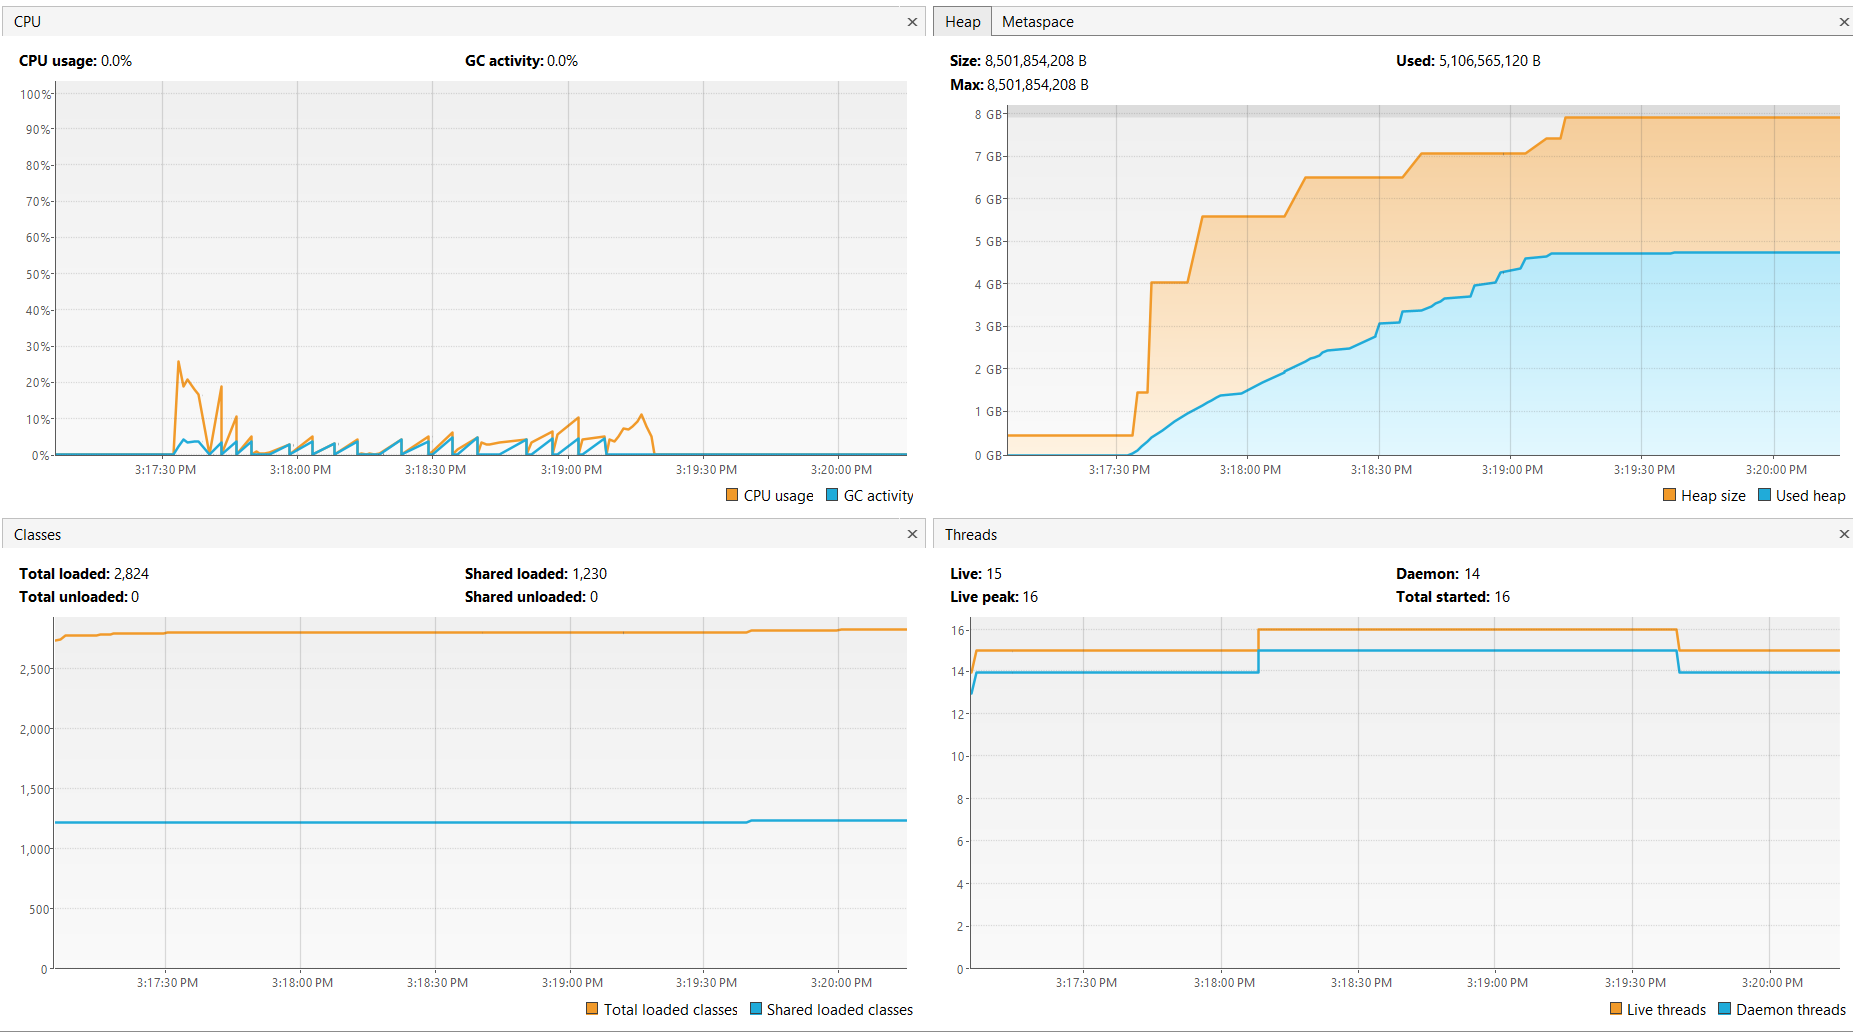 CPU ×
CPU usage: 0.0% GC activity: 0.0%
100%
90%
80%
70%
60%
50%
40%
30%
20%
10%
0%
3:17:30 PM 3:18:00 PM 3:18:30 PM 3:19:00 PM 3:19:30 PM 3:20:00 PM
CPU usage GC activity
Heap Metaspace ×
Size: 8,501,854,208 B Used: 5,106,565,120 B
Max: 8,501,854,208 B
8 GB
7 GB
6 GB
5 GB
4 GB
3 GB
2 GB
1 GB
0 GB
3:17:30 PM 3:18:00 PM 3:18:30 PM 3:19:00 PM 3:19:30 PM 3:20:00 PM
Heap size Used heap
Classes ×
Total loaded: 2,824 Shared loaded: 1,230
Total unloaded: 0 Shared unloaded: 0
2,500
2,000
1,500
1,000
500
0
3:17:30 PM 3:18:00 PM 3:18:30 PM 3:19:00 PM 3:19:30 PM 3:20:00 PM
Total loaded classes Shared loaded classes
Threads ×
Live: 15 Daemon: 14
Live peak: 16 Total started: 16
16
14
12
10
8
6
4
2
0
3:17:30 PM 3:18:00 PM 3:18:30 PM 3:19:00 PM 3:19:30 PM 3:20:00 PM
Live threads Daemon threads